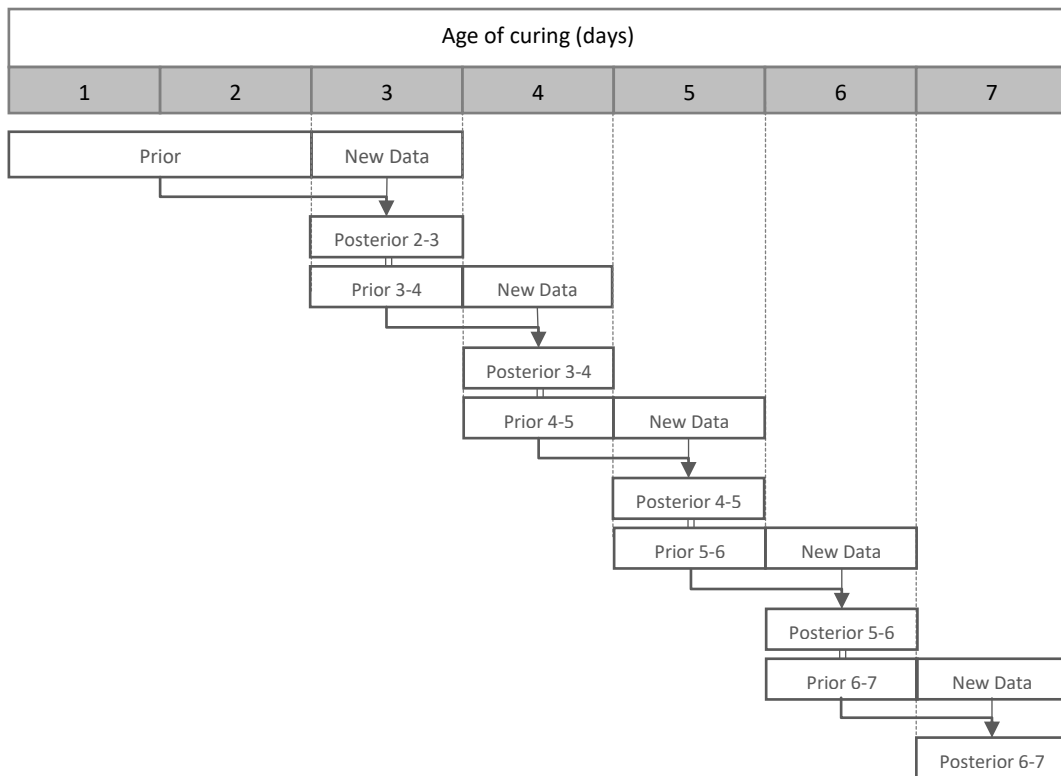 Age of curing (days)
1 2 3 4 5 6 7
Prior New Data
Posterior 2-3
Prior 3-4 New Data
Posterior 3-4
Prior 4-5 New Data
Posterior 4-5
Prior 5-6 New Data
Posterior 5-6
Prior 6-7 New Data
Posterior 6-7